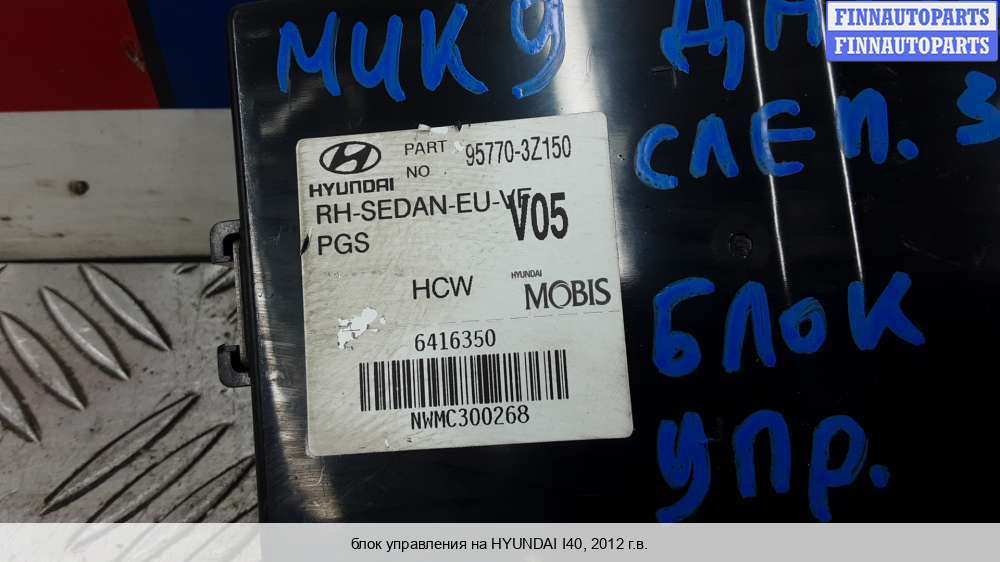 FINNAUTOPARTS
FINNAUTOPARTS
МИК 9
СЛЕП. З
HYUNDAI
PART NO
95770-3Z150
RH-SEDAN-EU-VF
V05
PGS
HCW
HYUNDAI
MOBIS
6416350
NWMC300268
БЛОК
УПР.
блок управления на HYUNDAI I40, 2012 г.в.